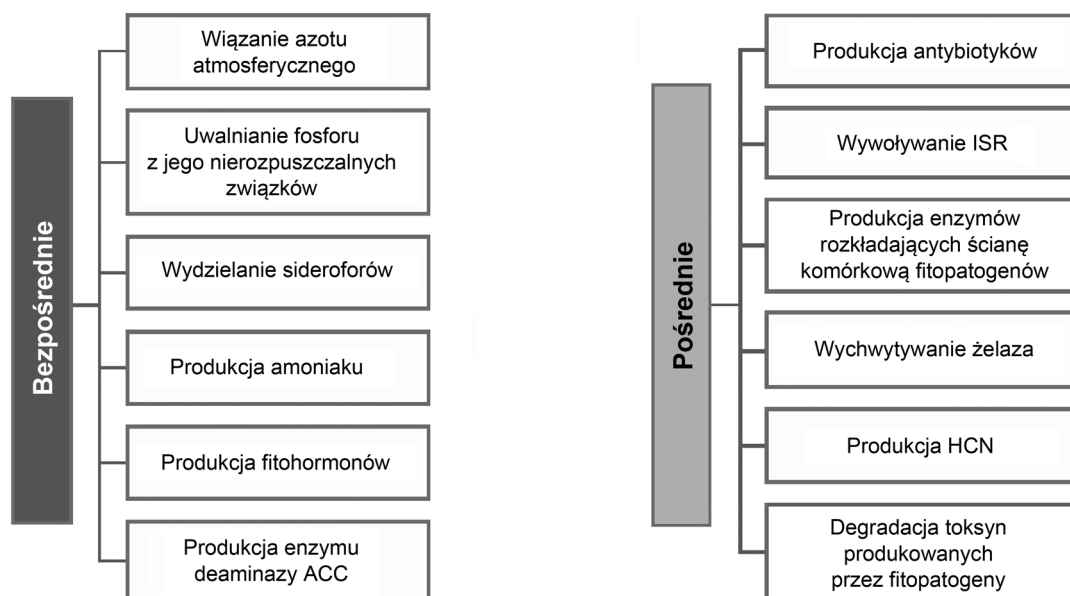 Bezpośrednie
Wiązanie azotu
atmosferycznego
Uwalnianie fosforu
z jego nierozpuszczalnych
związków
Wydzielanie sideroforów
Produkcja amoniaku
Produkcja fitohormonów
Produkcja enzymu
deaminazy ACC
Pośrednie
Produkcja antybiotyków
Wywoływanie ISR
Produkcja enzymów
rozkładających ścianę
komórkową fitopatogenów
Wychwytywanie żelaza
Produkcja HCN
Degradacja toksyn
produkowanych
przez fitopatogeny